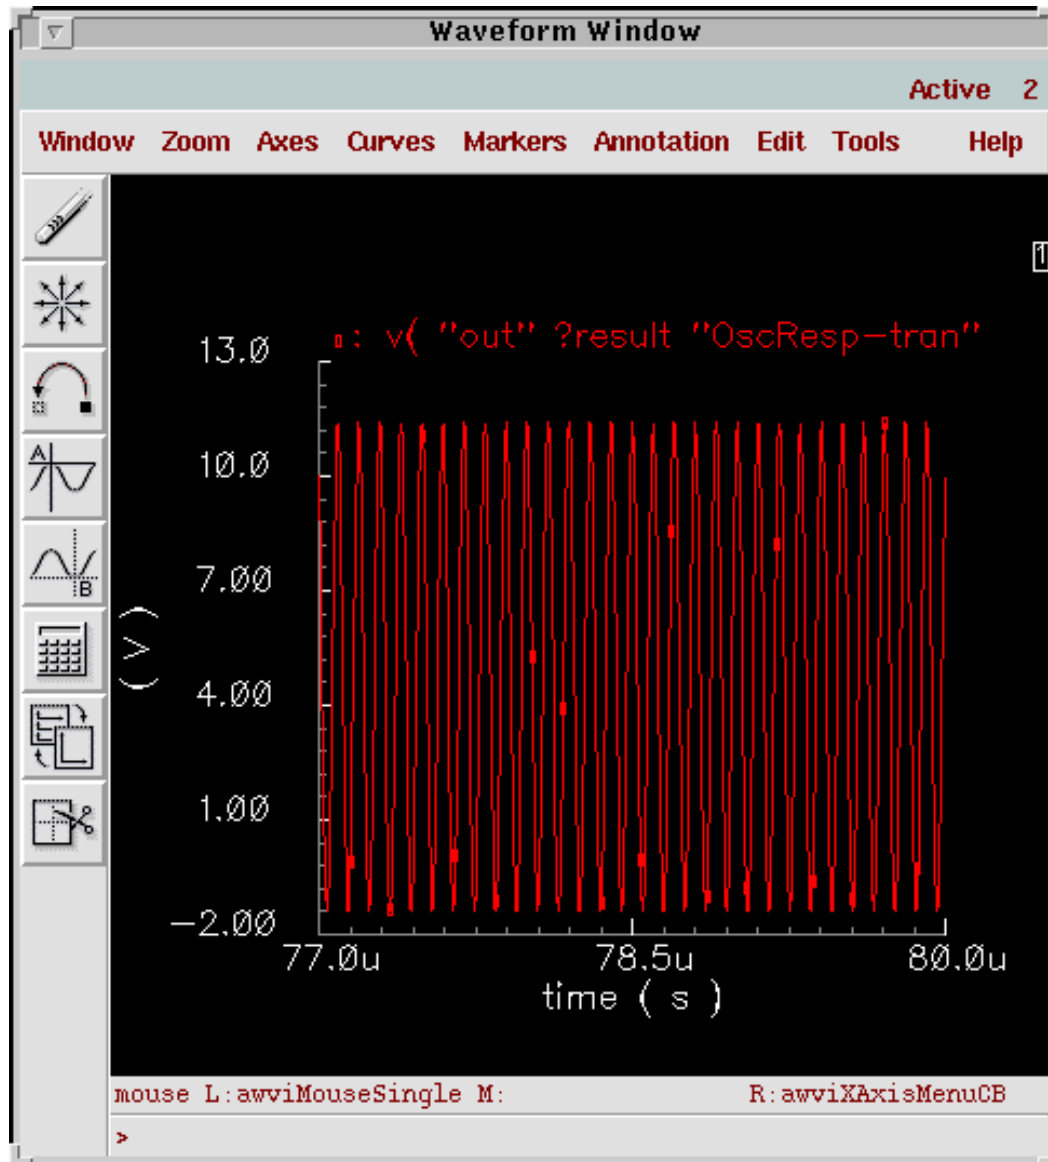 Waveform Window
Active 2
Window Zoom Axes Curves Markers Annotation Edit Tools Help
1
: v( "out" ?result "OscResp-tran"
13.0
A
10.0
B
7.00
( V )
4.00
1.00
-2.00
77.0u 78.5u 80.0u
time ( s )
mouse L:awviMouseSingle M: R:awviXAxisMenuCB
>